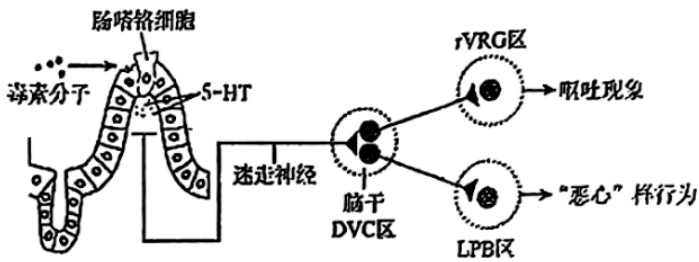 肠嗜铬细胞
毒素分子
5-HT
迷走神经
脑干
DVC区
rVRG区
呕吐现象
LPB区
“恶心”样行为